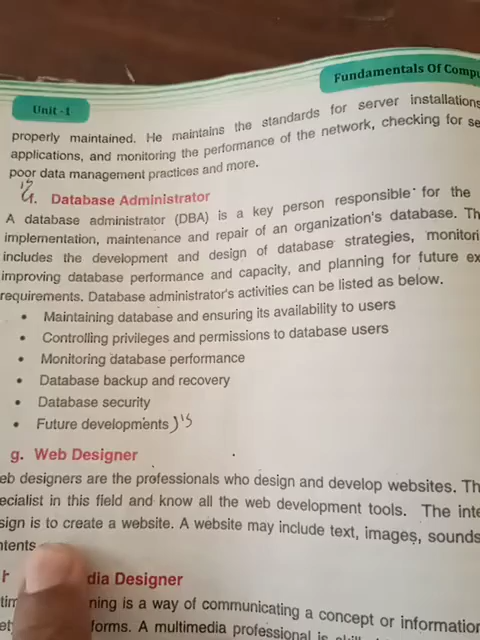 Fundamentals Of Compu
Unit -I
properly maintained. He maintains the standards for server installations
applications, and monitoring the performance of the network, checking for se
poor data management practices and more.
Database Administrator
A database administrator (DBA) is a key person responsible for the
implementation, maintenance and repair of an organization's database. Th
includes the development and design of database strategies, monitori
improving database performance and capacity, and planning for future ex
requirements. Database administrator's activities can be listed as below.
• Maintaining database and ensuring its availability to users
• Controlling privileges and permissions to database users
• Monitoring database performance
• Database backup and recovery
• Database security
• Future developments
g. Web Designer
eb designers are the professionals who design and develop websites. Th
ecialist in this field and know all the web development tools. The inte
sign is to create a website. A website may include text, images, sounds
ntents
dia Designer
ning is a way of communicating a concept or information
forms. A multimedia professional is